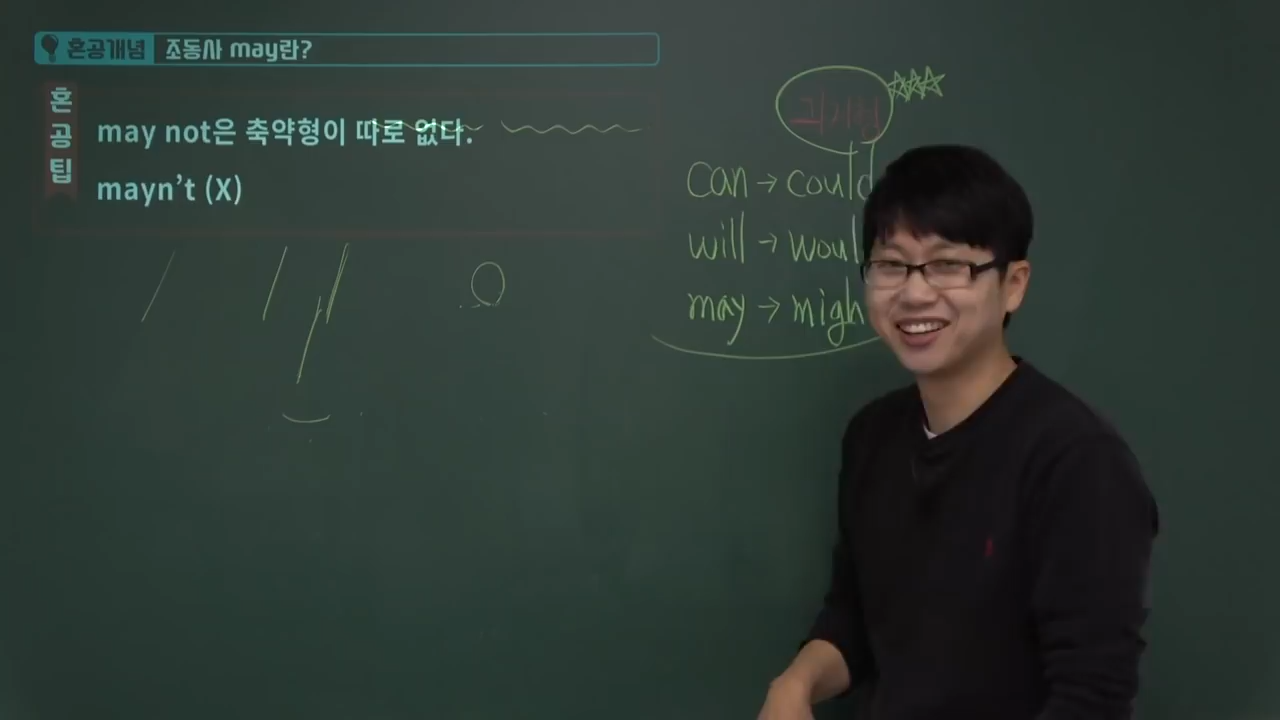 혼공개념 조동사 may란?
혼공팁
may not은 축약형이 따로 없다.
mayn't (X)
과거형
can → could
will → woul
may → migh